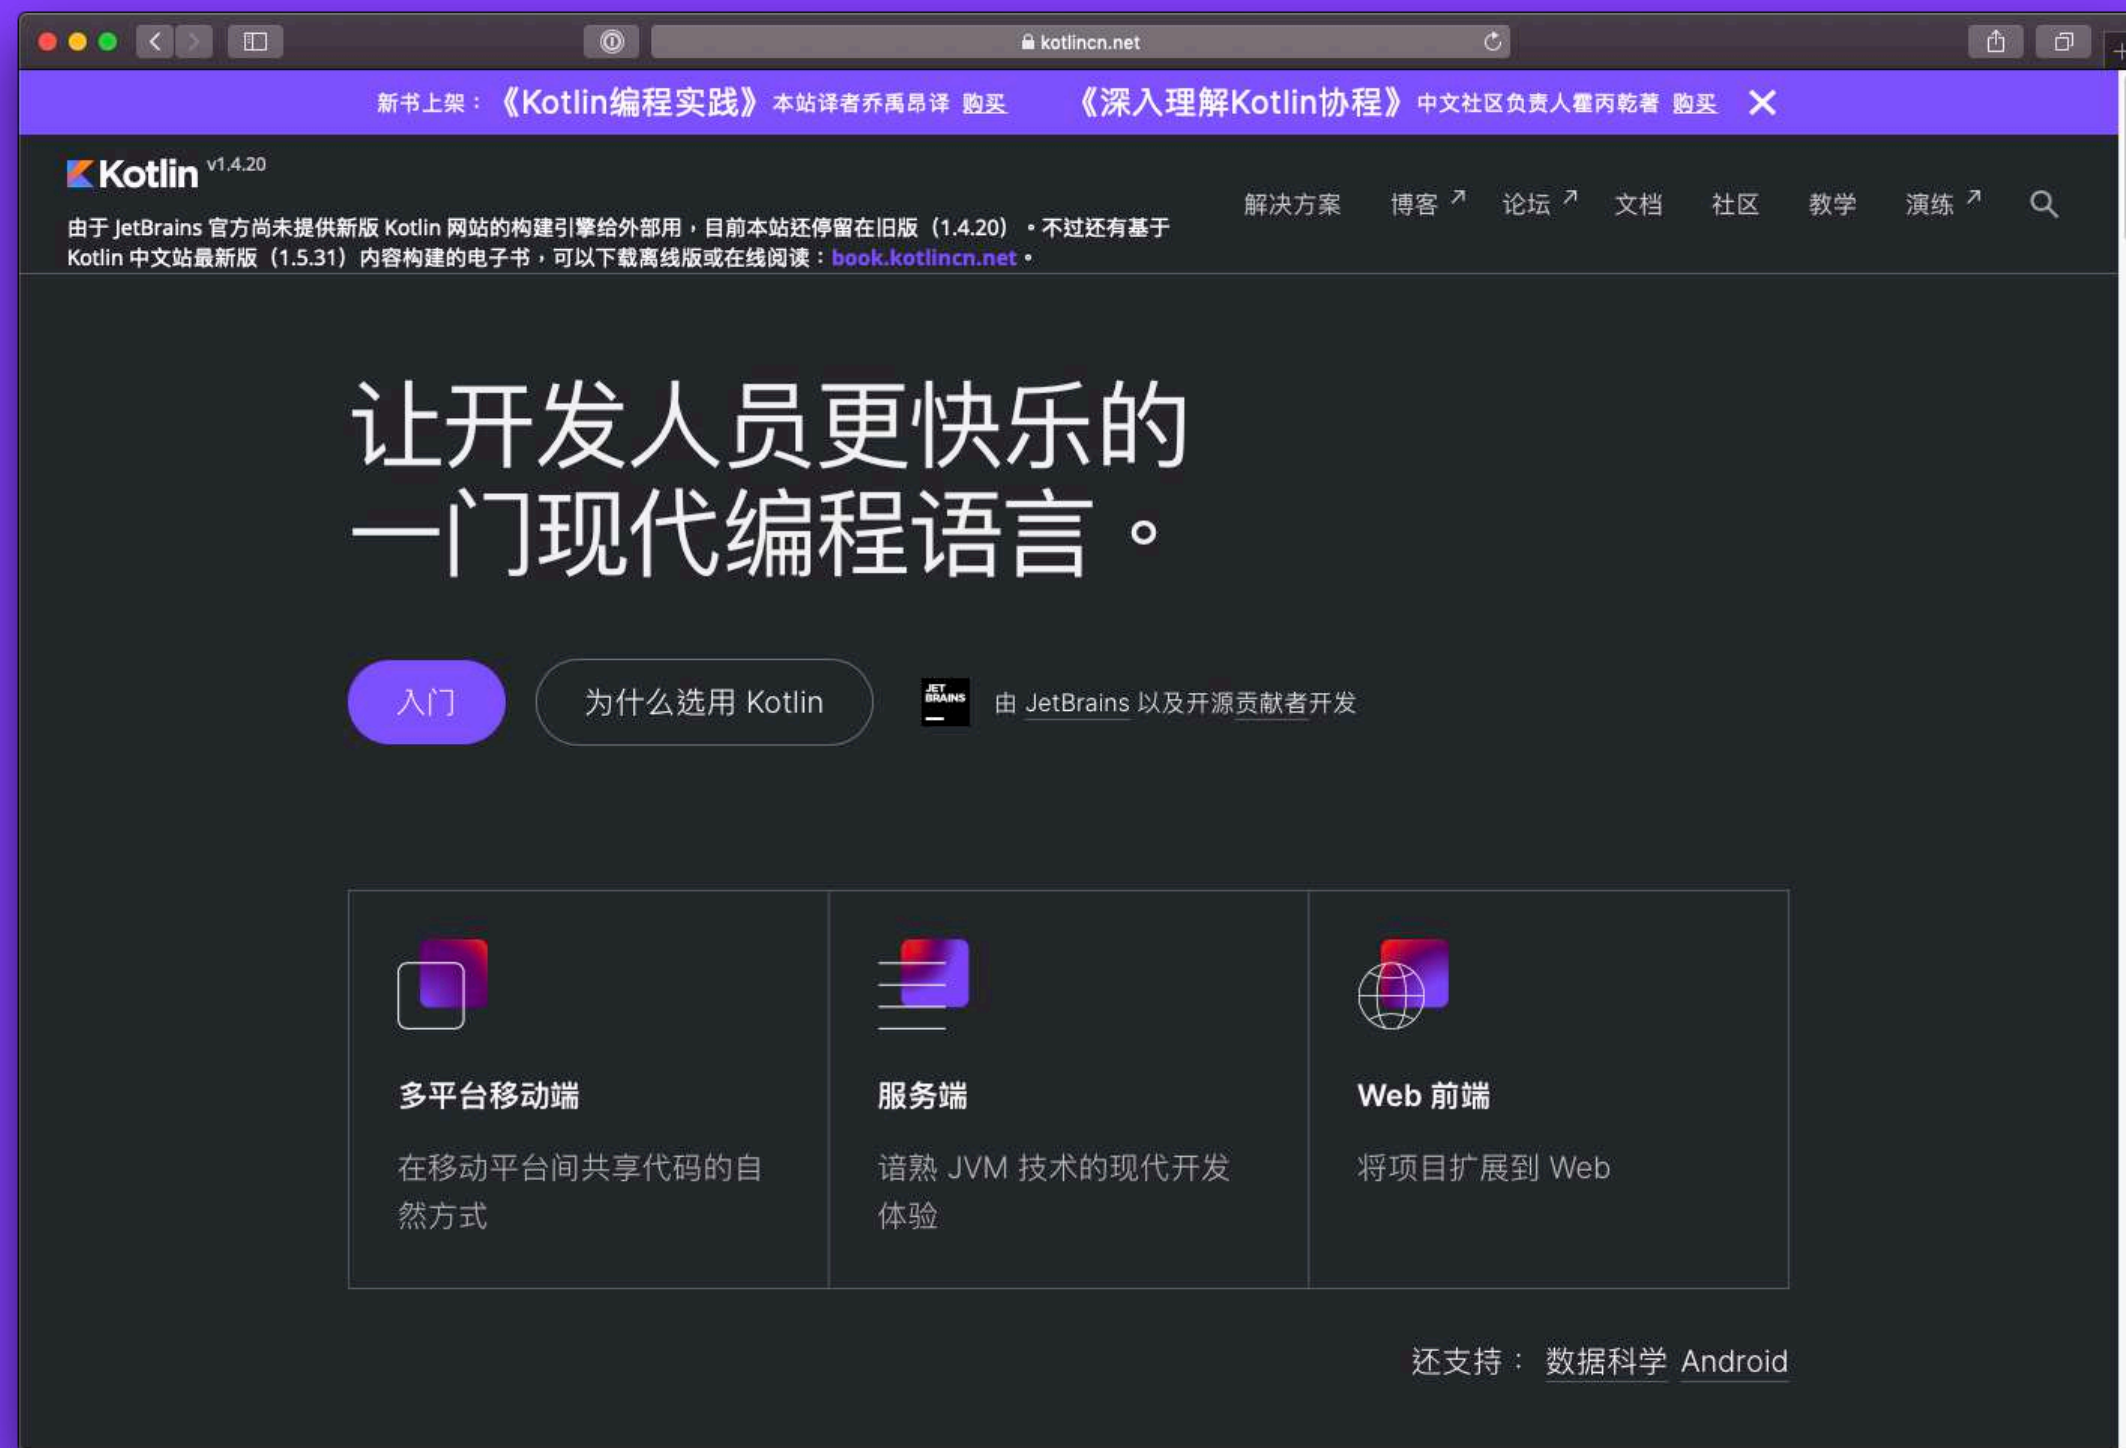 kotlincn.net
新书上架：《Kotlin编程实践》本站译者乔禹昂译 购买 《深入理解Kotlin协程》中文社区负责人霍丙乾著 购买
Kotlin v1.4.20
由于 JetBrains 官方尚未提供新版 Kotlin 网站的构建引擎给外部用，目前本站还停留在旧版（1.4.20）。不过还有基于
Kotlin 中文站最新版（1.5.31）内容构建的电子书，可以下载离线版或在线阅读：book.kotlincn.net。
解决方案 博客 ↗ 论坛 ↗ 文档 社区 教学 演练 ↗
让开发人员更快乐的
一门现代编程语言。
入门 为什么选用 Kotlin
JET
BRAINS
由 JetBrains 以及开源贡献者开发
多平台移动端
在移动平台间共享代码的自
然方式
服务端
谙熟 JVM 技术的现代开发
体验
Web 前端
将项目扩展到 Web
还支持： 数据科学 Android